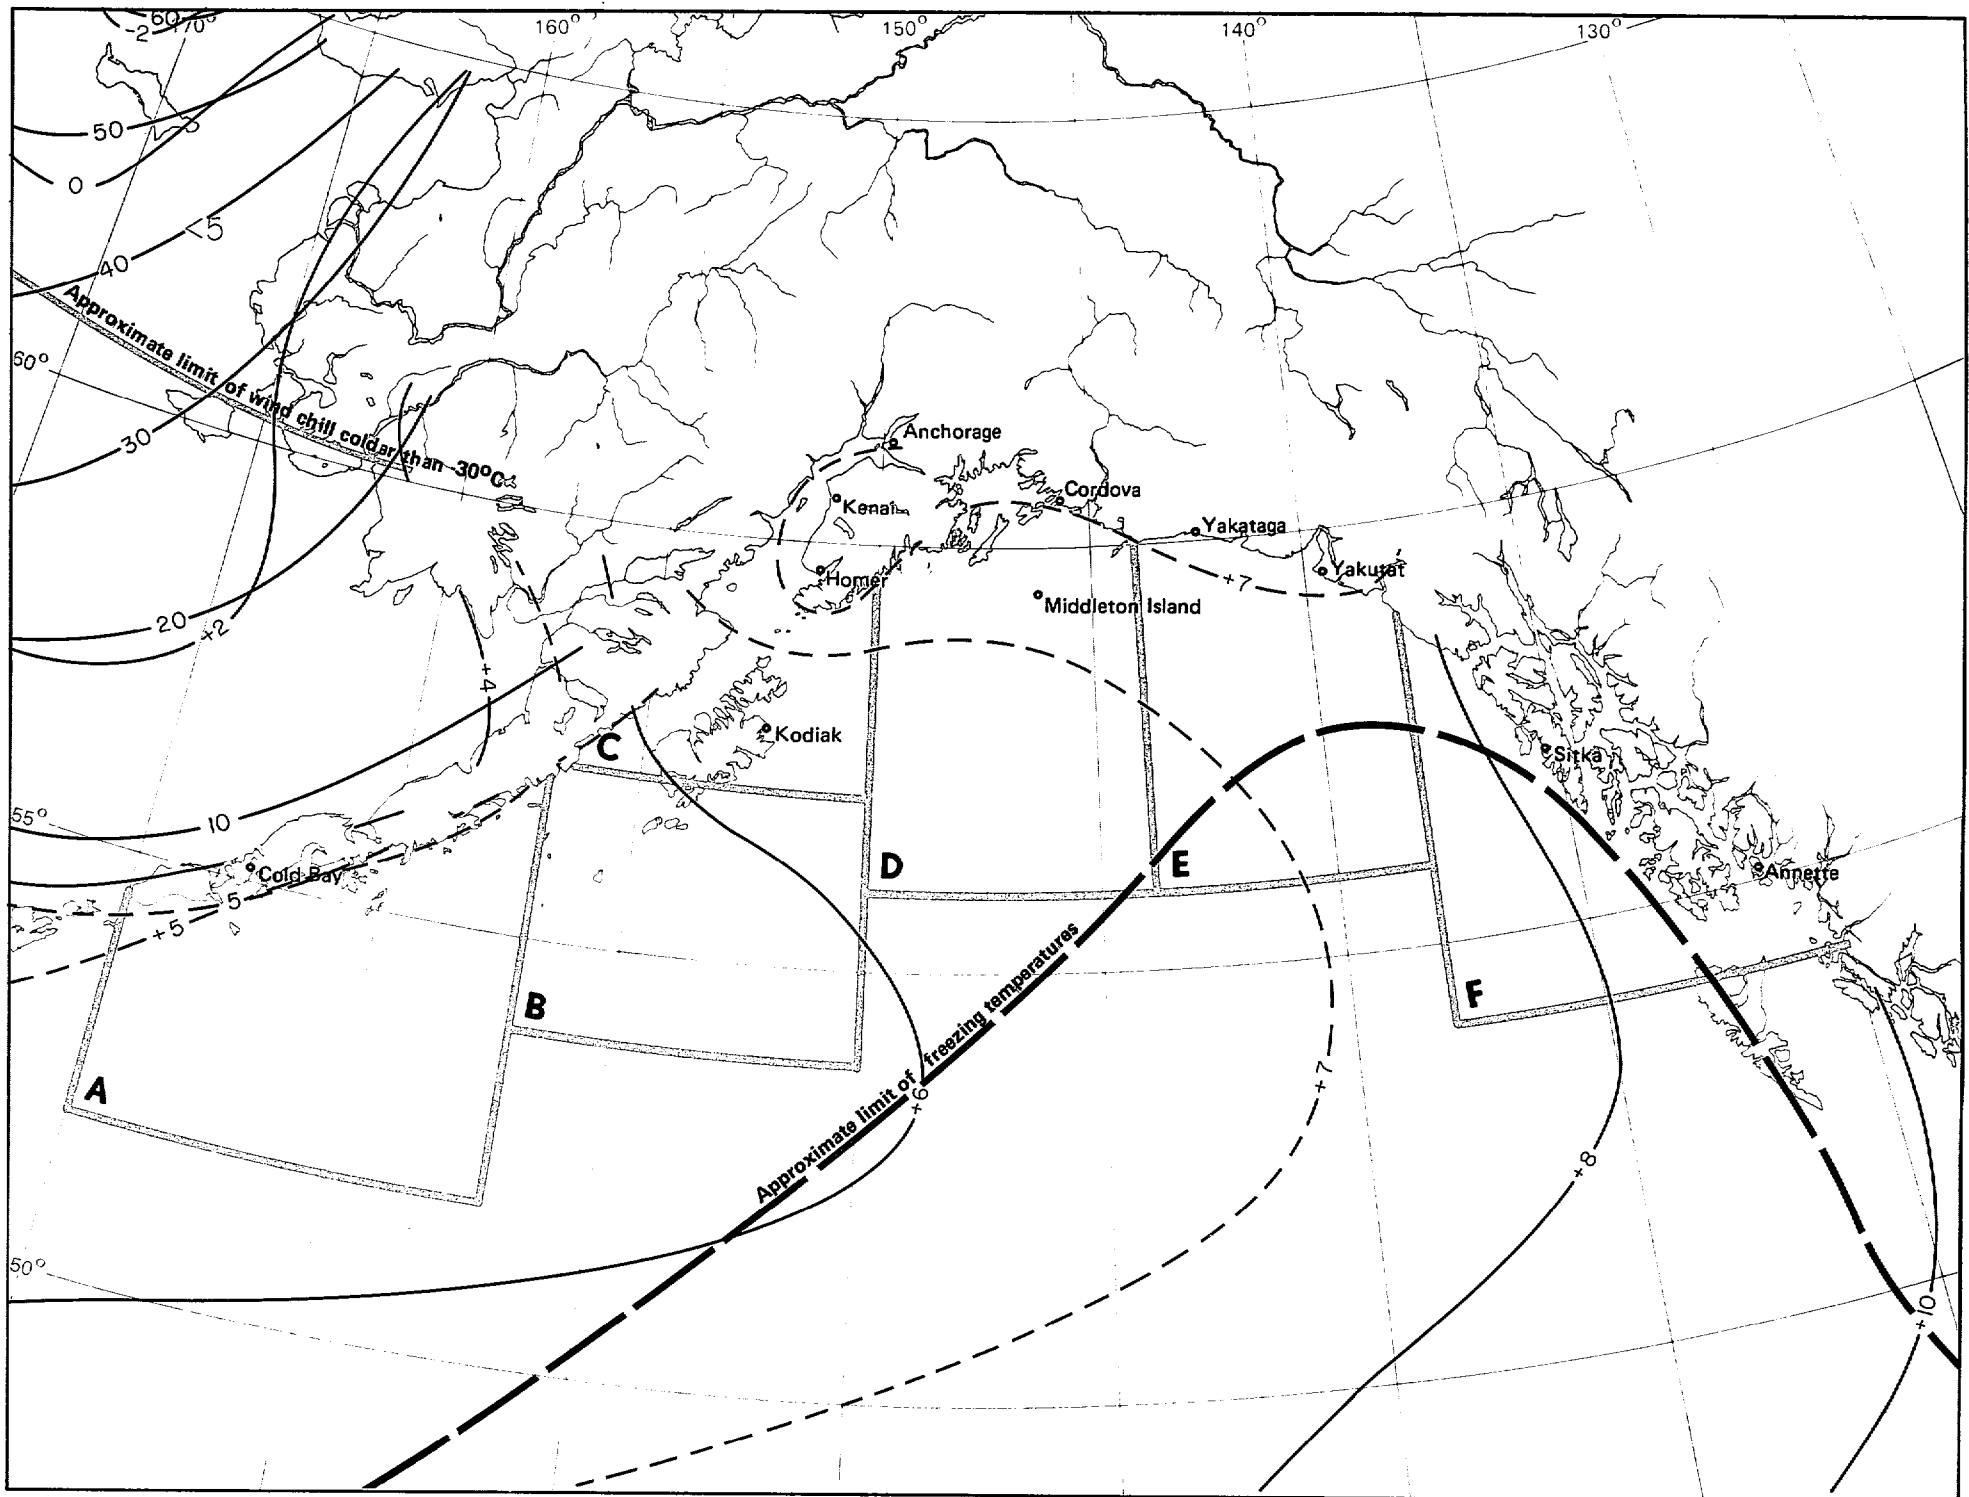 60
170°
160°
150°
140°
130°
-2
50
0
<5
40
Approximate limit of wind chill colder than -30°C
60°
30
Anchorage
Kenai
Cordova
Yakataga
Homer
Yakutat
+7
Middleton Island
20
+2
+4
Kodiak
C
Sitka
55°
10
Cold Bay
D
E
Annette
5
+5
F
B
A
Approximate limit of freezing temperatures
+6
+7
+8
50°
+10